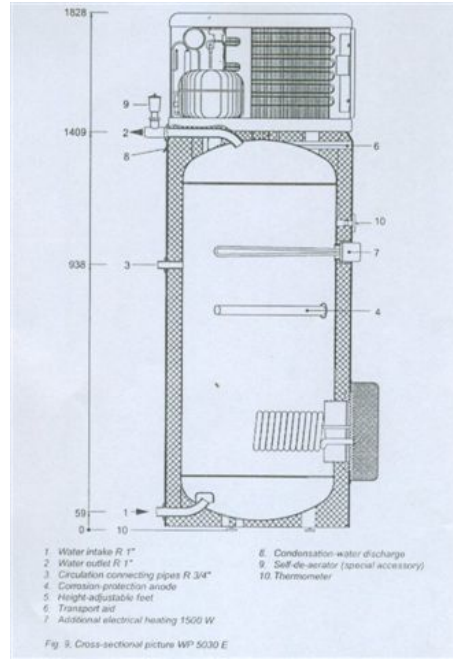 1828
9
1409
2
8
6
10
938
3
7
4
59
1
0
10
1. Water intake R 1"
2 Water outlet R 1"
3. Circulation connecting pipes R 3/4"
4. Corrosion-protection anode
5. Height-adjustable feet
6 Transport aid
7 Additional electrical heating 1500 W
8. Condensation-water discharge
9. Self-de-aerator (special accessory)
10. Thermometer
Fig. 9, Cross-sectional picture WP 5030 E